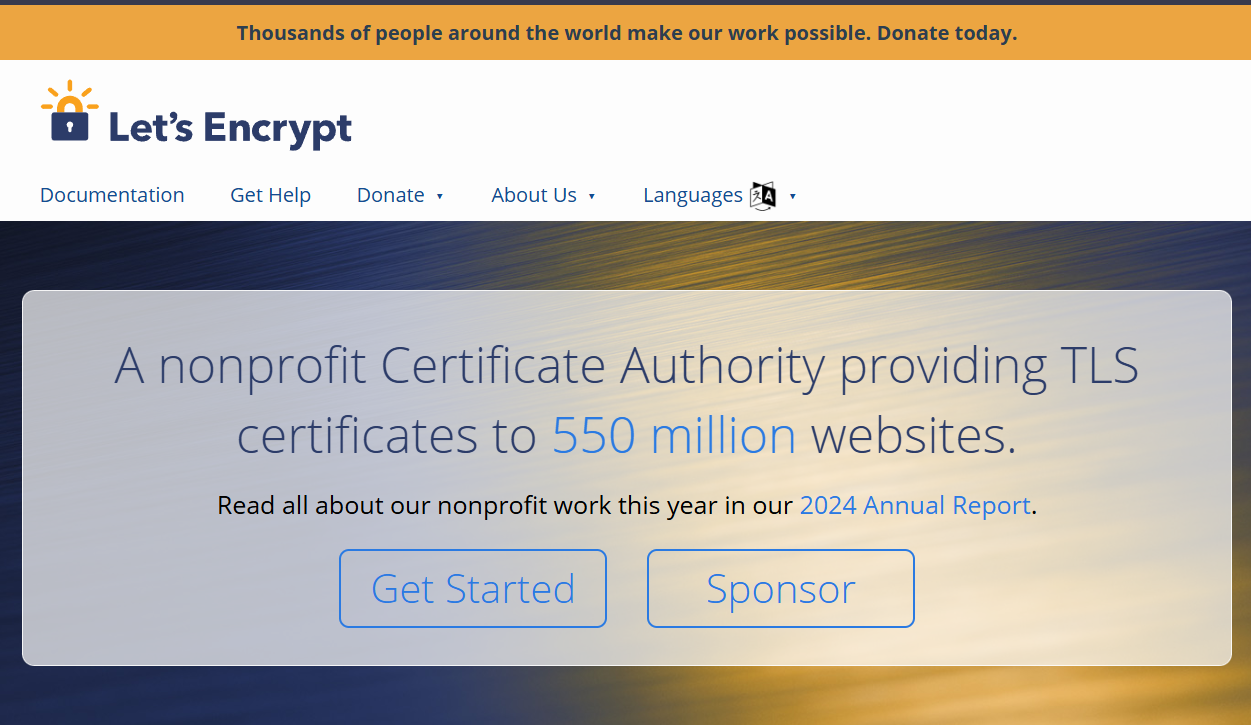 Thousands of people around the world make our work possible. Donate today.
Let's Encrypt
Documentation Get Help Donate ▾ About Us ▾ Languages 文A ▾
A nonprofit Certificate Authority providing TLS
certificates to 550 million websites.
Read all about our nonprofit work this year in our 2024 Annual Report.
Get Started Sponsor